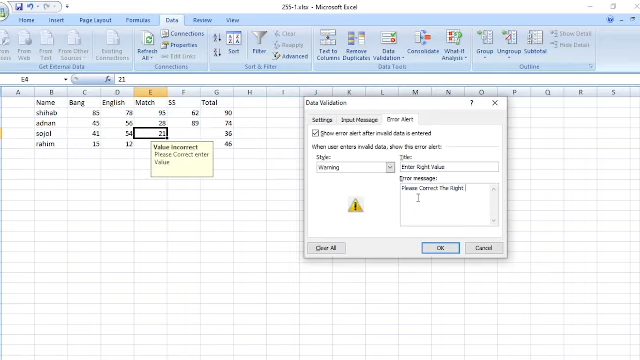 255-1.xlsx - Microsoft Excel
Home Insert Page Layout Formulas Data Review View
From Access From Web From Text From Other Sources Existing Connections
Get External Data
Refresh All Connections Properties Edit Links
Connections
Sort Filter Clear Reapply Advanced
Sort & Filter
Text to Columns Remove Duplicates Data Validation Consolidate What-If Analysis
Data Tools
Group Ungroup Subtotal Show Detail Hide Detail
Outline
E4 fx 21
A B C D E F G H I J K L M N O P Q R S
Name Bang English Match SS Total
shihab 85 78 95 62 90
adnan 45 56 28 89 74
sojol 41 54 21 36
rahim 15 12 46
Value Incorrect
Please Correct enter
Value
Data Validation ?
Settings Input Message Error Alert
Show error alert after invalid data is entered
When user enters invalid data, show this error alert:
Style: Title:
Warning Enter Right Value
Error message:
Please Correct The Right
Clear All OK Cancel